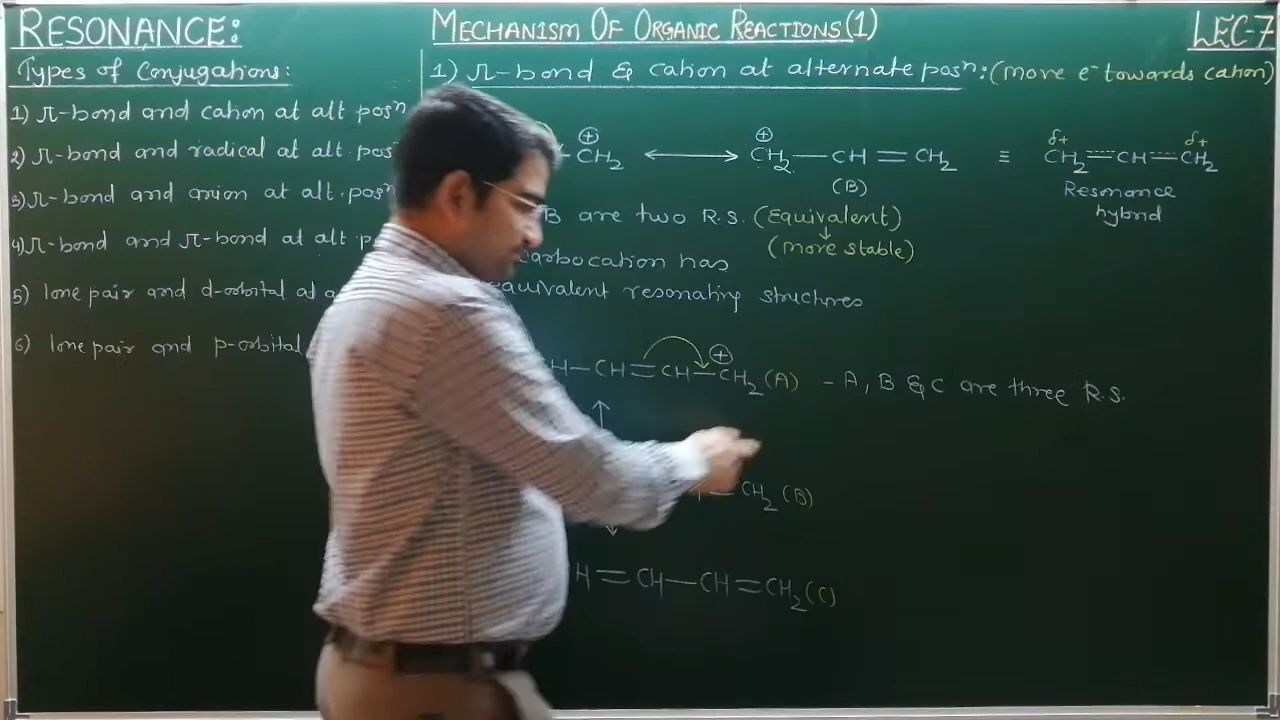 RESONANCE:
MECHANISM OF ORGANIC REACTIONS(1)
LEC-7
Types of Conjugations:
1) π-bond and cation at alt posⁿ
2) π-bond and radical at alt. pos
3) π-bond and anion at alt. posⁿ
4) π-bond and π-bond at alt p
5) lone pair and d-orbital at a
6) lone pair and p-orbital
1) π-bond & cation at alternate posⁿ: (move e⁻ towards cation)
⊕ ⊕ δ+ δ+
CH₂ ⟷ CH₂—CH=CH₂ ≡ CH₂CHCH₂
(B)
Resonance
hybrid
B are two R.S. (Equivalent)
↓
(more stable)
carbocation has
equivalent resonating structures
⊕
H—CH=CH—CH₂ (A) - A, B & C are three R.S.
CH₂ (B)
H=CH—CH=CH₂ (C)